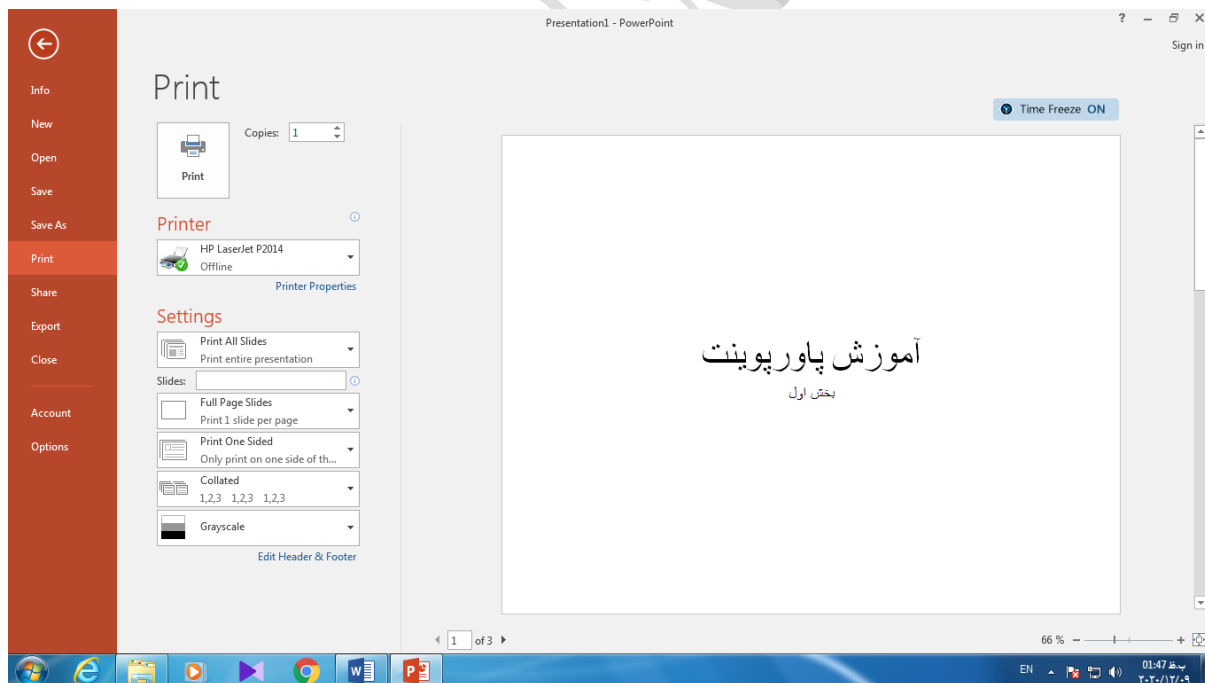 Presentation1 - PowerPoint
? – X
Sign in
Info
New
Open
Save
Save As
Print
Share
Export
Close
Account
Options
Print
Print
Copies: 1
Time Freeze ON
Printer
HP LaserJet P2014
Offline
Printer Properties
Settings
Print All Slides
Print entire presentation
Slides:
Full Page Slides
Print 1 slide per page
Print One Sided
Only print on one side of th...
Collated
1,2,3 1,2,3 1,2,3
Grayscale
Edit Header & Footer
آموزش پاورپوینت
بخش اول
1 of 3
66 %
W
P
EN
01:47 ب.ظ
۲۰۲۰/۱۲/۰۹